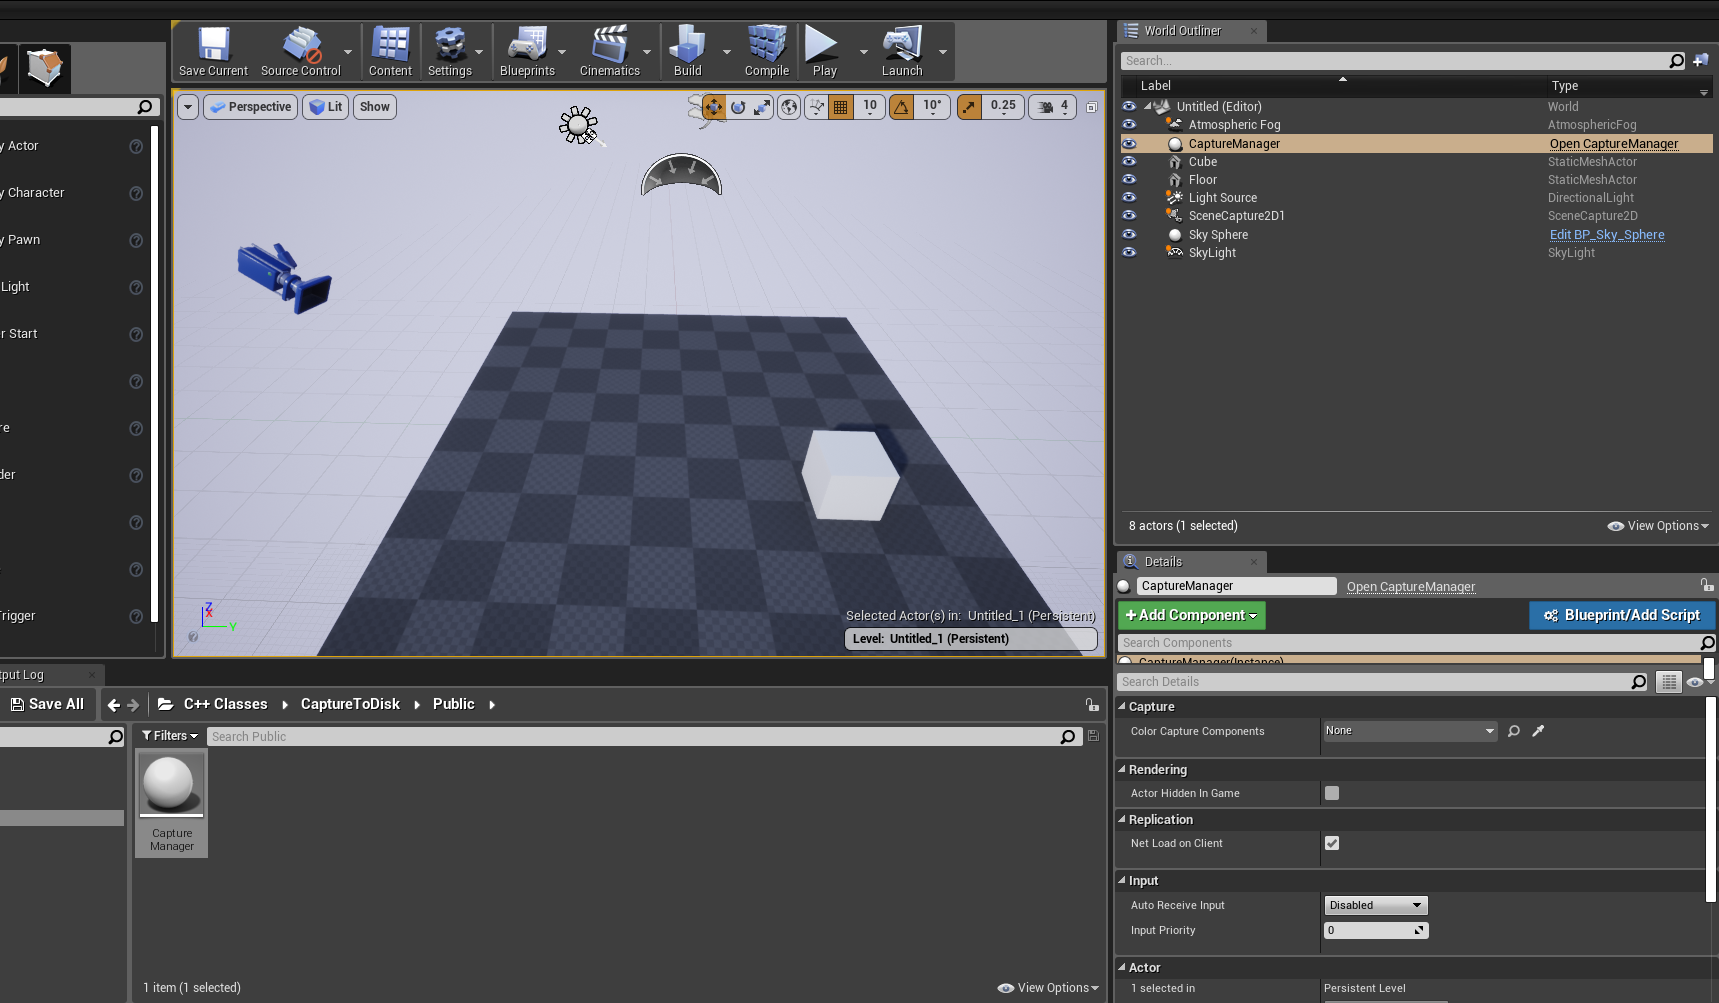 Save Current
Source Control
Content
Settings
Blueprints
Cinematics
Build
Compile
Play
Launch
Perspective
Lit
Show
10
10°
0.25
4
y Actor
y Character
y Pawn
Light
r Start
re
der
Trigger
Z
X
Y
Selected Actor(s) in: Untitled_1 (Persistent)
Level: Untitled_1 (Persistent)
World Outliner
Search...
Label Type
Untitled (Editor) World
Atmospheric Fog AtmosphericFog
CaptureManager Open CaptureManager
Cube StaticMeshActor
Floor StaticMeshActor
Light Source DirectionalLight
SceneCapture2D1 SceneCapture2D
Sky Sphere Edit BP_Sky_Sphere
SkyLight SkyLight
8 actors (1 selected)
View Options
Details
CaptureManager
Open CaptureManager
+Add Component
Blueprint/Add Script
Search Components
CaptureManager(Instance)
Search Details
Capture
Color Capture Components None
Rendering
Actor Hidden In Game
Replication
Net Load on Client
Input
Auto Receive Input Disabled
Input Priority 0
Actor
1 selected in Persistent Level
tput Log
Save All
C++ Classes CaptureToDisk Public
Filters
Search Public
Capture
Manager
1 item (1 selected)
View Options